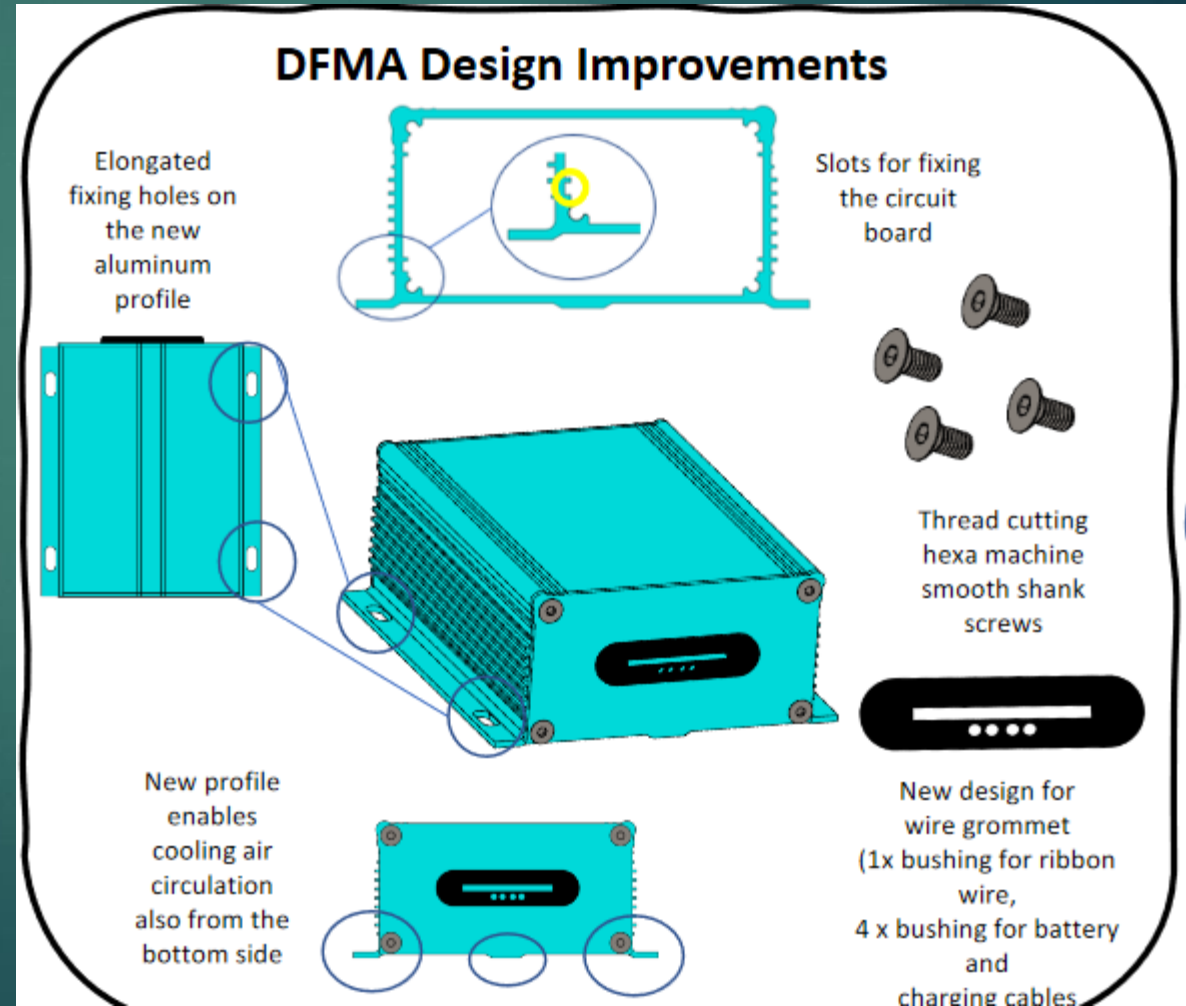 DFMA Design Improvements
Elongated
fixing holes on
the new
aluminum
profile
Slots for fixing
the circuit
board
Thread cutting
hexa machine
smooth shank
screws
New profile
enables
cooling air
circulation
also from the
bottom side
New design for
wire grommet
(1x bushing for ribbon
wire,
4 x bushing for battery
and
charging cables